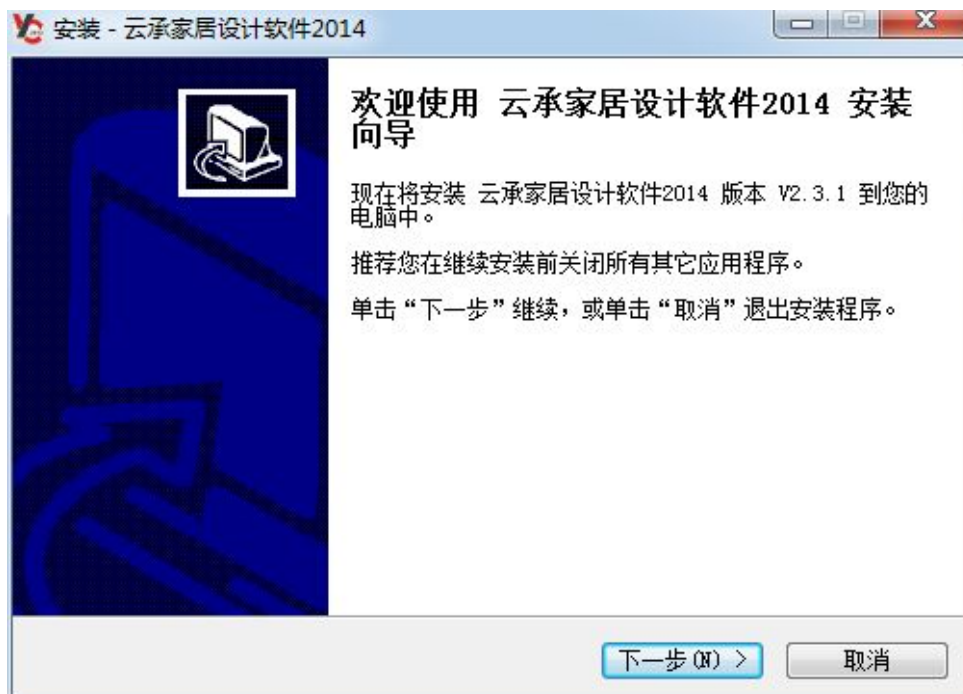 安装 - 云承家居设计软件2014
欢迎使用 云承家居设计软件2014 安装
向导
现在将安装 云承家居设计软件2014 版本 V2.3.1 到您的
电脑中。
推荐您在继续安装前关闭所有其它应用程序。
单击“下一步”继续，或单击“取消”退出安装程序。
下一步(N) >
取消